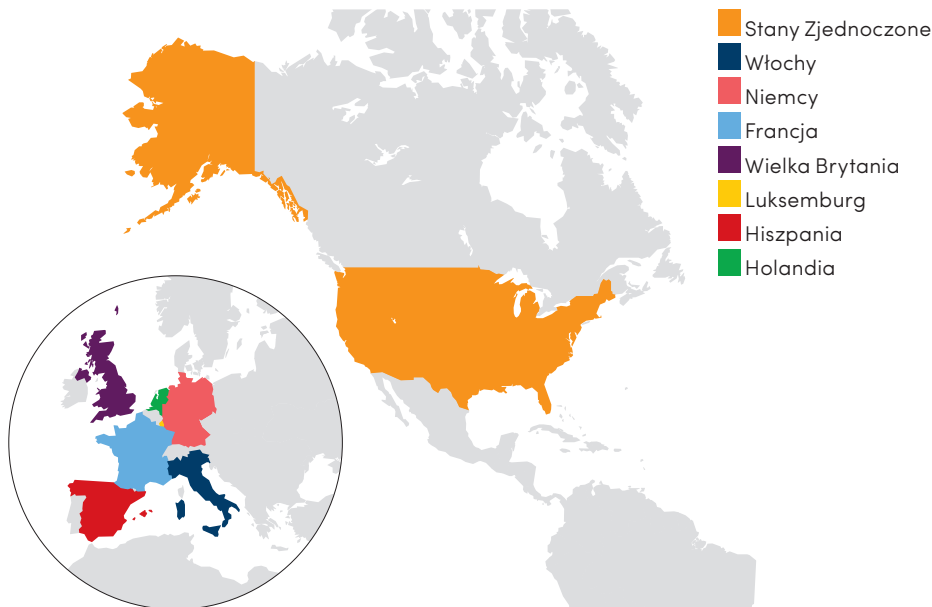 Stany Zjednoczone
Włochy
Niemcy
Francja
Wielka Brytania
Luksemburg
Hiszpania
Holandia